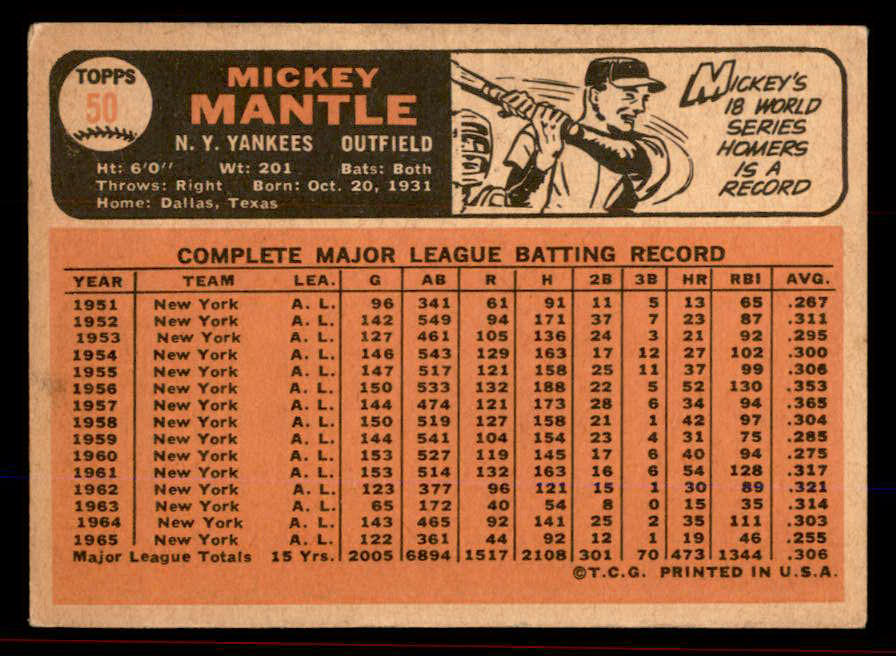 TOPPS
50
MICKEY
MANTLE
N. Y. YANKEES OUTFIELD
Ht: 6'0" Wt: 201 Bats: Both
Throws: Right Born: Oct. 20, 1931
Home: Dallas, Texas
MICKEY'S
18 WORLD
SERIES
HOMERS
IS A
RECORD
COMPLETE MAJOR LEAGUE BATTING RECORD
YEAR TEAM LEA. G AB R H 2B 3B HR RBI AVG.
1951 New York A. L. 96 341 61 91 11 5 13 65 .267
1952 New York A. L. 142 549 94 171 37 7 23 87 .311
1953 New York A. L. 127 461 105 136 24 3 21 92 .295
1954 New York A. L. 146 543 129 163 17 12 27 102 .300
1955 New York A. L. 147 517 121 158 25 11 37 99 .306
1956 New York A. L. 150 533 132 188 22 5 52 130 .353
1957 New York A. L. 144 474 121 173 28 6 34 94 .365
1958 New York A. L. 150 519 127 158 21 1 42 97 .304
1959 New York A. L. 144 541 104 154 23 4 31 75 .285
1960 New York A. L. 153 527 119 145 17 6 40 94 .275
1961 New York A. L. 153 514 132 163 16 6 54 128 .317
1962 New York A. L. 123 377 96 121 15 1 30 89 .321
1963 New York A. L. 65 172 40 54 8 0 15 35 .314
1964 New York A. L. 143 465 92 141 25 2 35 111 .303
1965 New York A. L. 122 361 44 92 12 1 19 46 .255
Major League Totals 15 Yrs. 2005 6894 1517 2108 301 70 473 1344 .306
©T.C.G. PRINTED IN U.S.A.